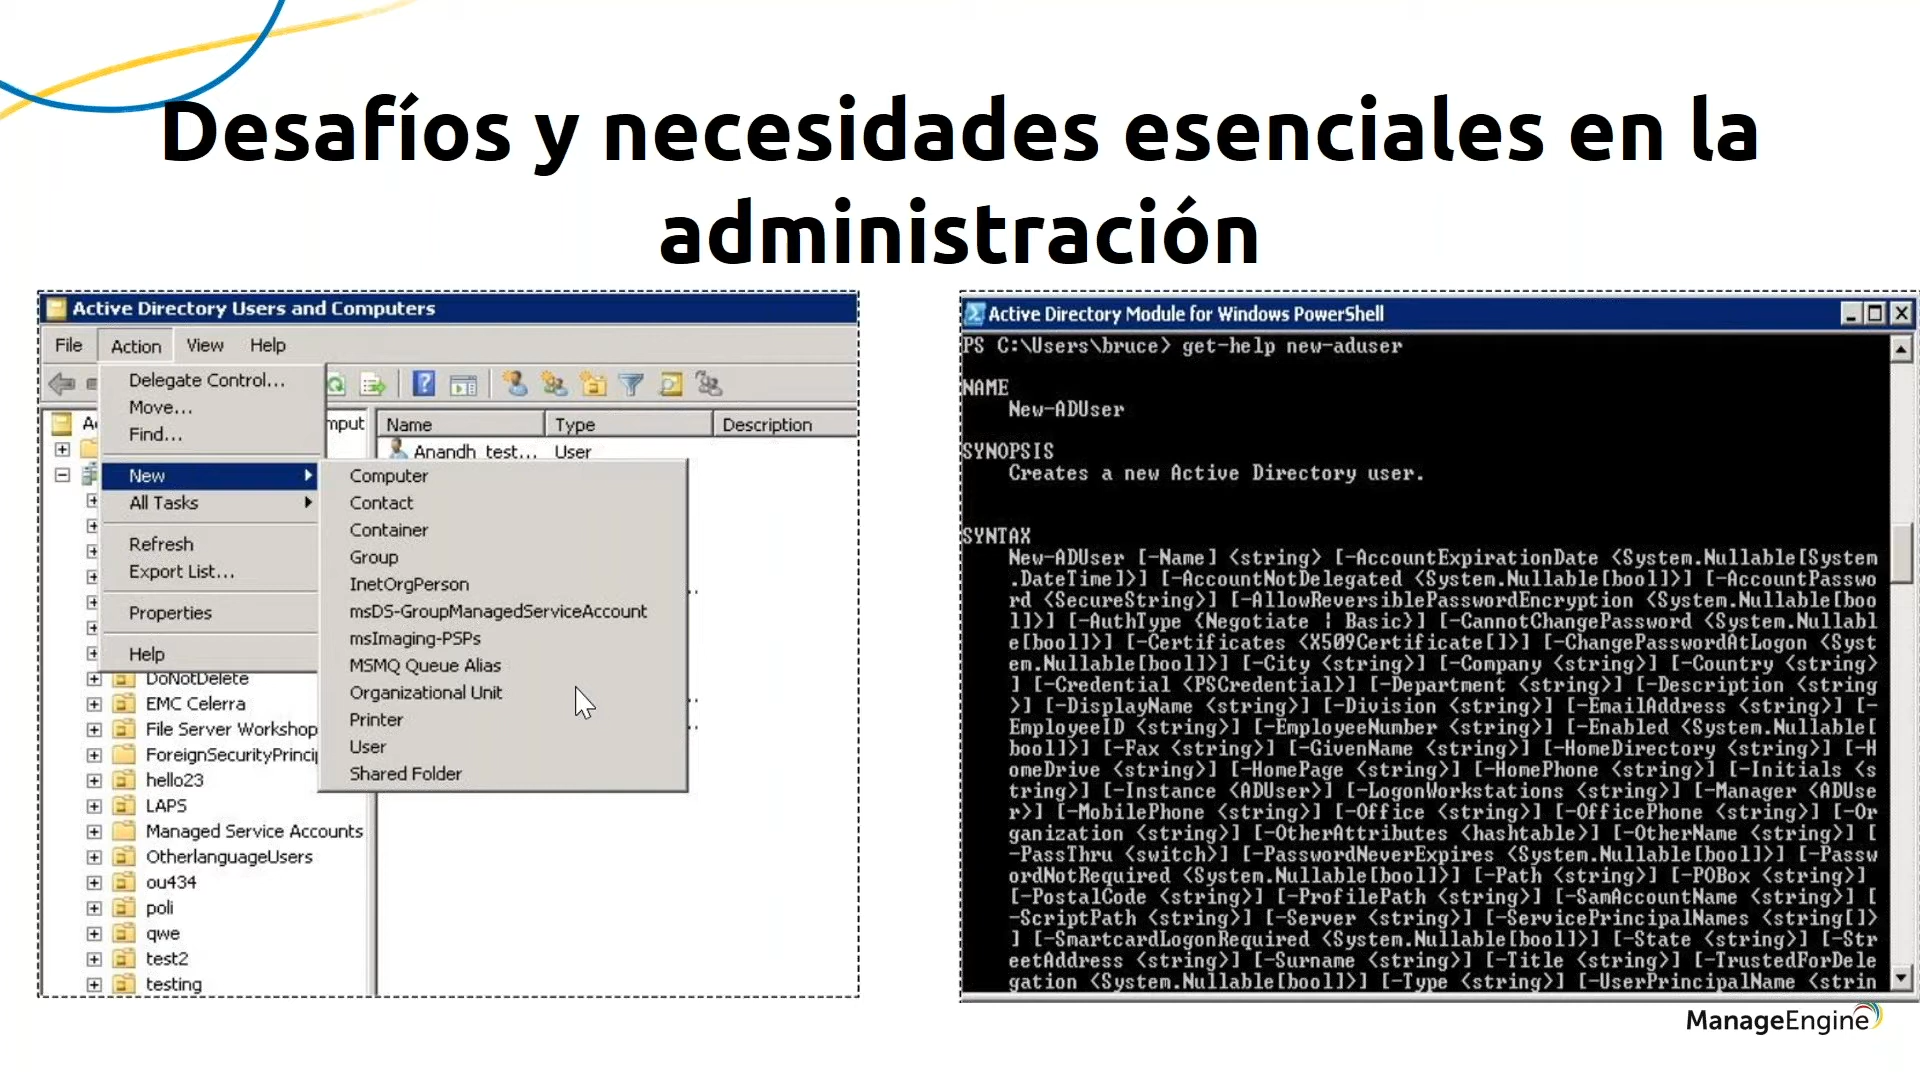 Desafíos y necesidades esenciales en la
administración
Active Directory Users and Computers
File Action View Help
Delegate Control...
Move...
Find...
New
All Tasks
Refresh
Export List...
Properties
Help
Name Type Description
Anandh test... User
Computer
Contact
Container
Group
InetOrgPerson
msDS-GroupManagedServiceAccount
msImaging-PSPs
MSMQ Queue Alias
Organizational Unit
Printer
User
Shared Folder
DoNotDelete
EMC Celerra
File Server Workshop
ForeignSecurityPrincip
hello23
LAPS
Managed Service Accounts
OtherlanguageUsers
ou434
poli
qwe
test2
testing
Active Directory Module for Windows PowerShell
PS C:\Users\bruce> get-help new-aduser
NAME
New-ADUser
SYNOPSIS
Creates a new Active Directory user.
SYNTAX
New-ADUser [-Name] <string> [-AccountExpirationDate <System.Nullable[System
.DateTime]>] [-AccountNotDelegated <System.Nullable[bool]>] [-AccountPasswo
rd <SecureString>] [-AllowReversiblePasswordEncryption <System.Nullable[boo
l]>] [-AuthType <Negotiate | Basic>] [-CannotChangePassword <System.Nullabl
e[bool]>] [-Certificates <X509Certificate[]>] [-ChangePasswordAtLogon <Syst
em.Nullable[bool]>] [-City <string>] [-Company <string>] [-Country <string>
] [-Credential <PSCredential>] [-Department <string>] [-Description <string
>] [-DisplayName <string>] [-Division <string>] [-EmailAddress <string>] [-
EmployeeID <string>] [-EmployeeNumber <string>] [-Enabled <System.Nullable[
bool]>] [-Fax <string>] [-GivenName <string>] [-HomeDirectory <string>] [-H
omeDrive <string>] [-HomePage <string>] [-HomePhone <string>] [-Initials <s
tring>] [-Instance <ADUser>] [-LogonWorkstations <string>] [-Manager <ADUse
r>] [-MobilePhone <string>] [-Office <string>] [-OfficePhone <string>] [-Or
ganization <string>] [-OtherAttributes <hashtable>] [-OtherName <string>] [
-PassThru <switch>] [-PasswordNeverExpires <System.Nullable[bool]>] [-Passw
ordNotRequired <System.Nullable[bool]>] [-Path <string>] [-POBox <string>]
[-PostalCode <string>] [-ProfilePath <string>] [-SamAccountName <string>] [
-ScriptPath <string>] [-Server <string>] [-ServicePrincipalNames <string[]>
] [-SmartcardLogonRequired <System.Nullable[bool]>] [-State <string>] [-Str
eetAddress <string>] [-Surname <string>] [-Title <string>] [-TrustedForDele
gation <System.Nullable[bool]>] [-Type <string>] [-UserPrincipalName <strin
ManageEngine